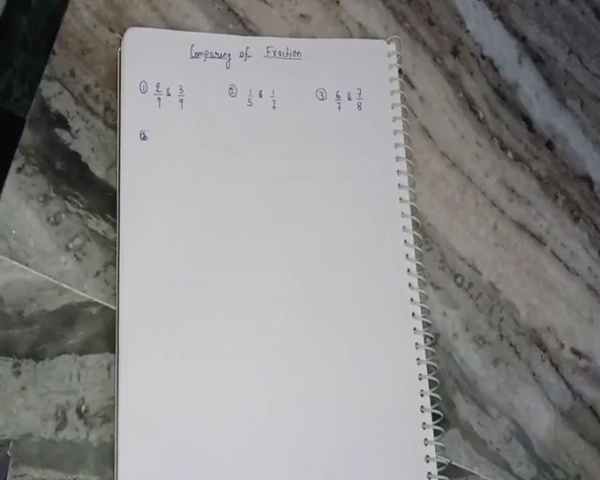 Comparing of Fraction
① 2/9 & 3/9 ② 1/5 & 1/7 ③ 6/7 & 7/8